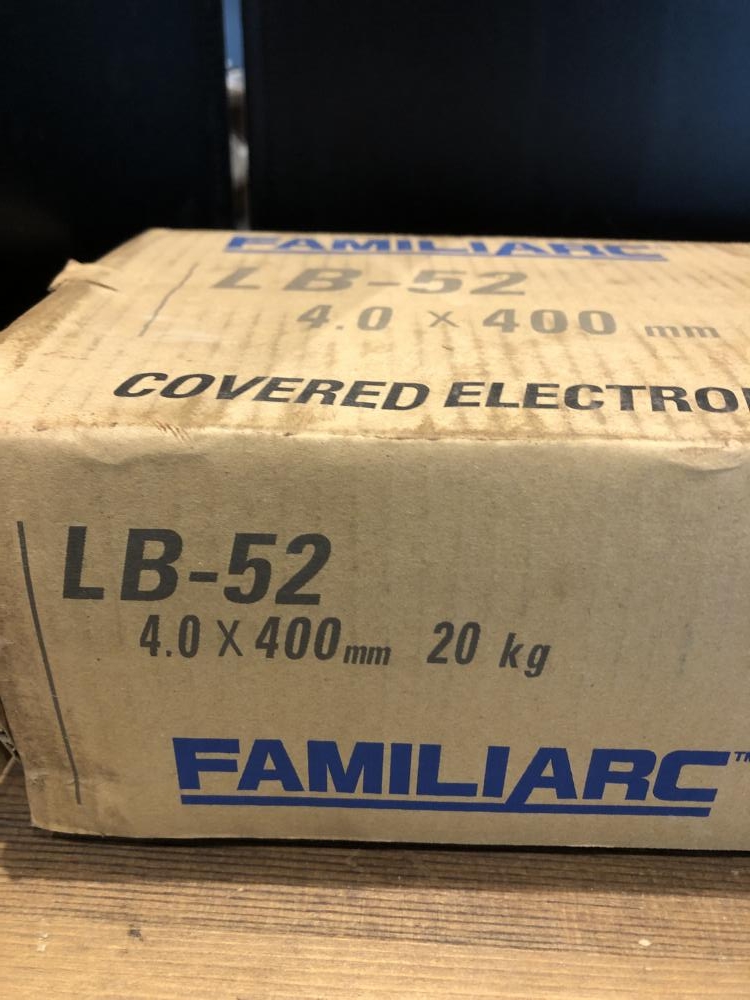 FAMILIARC
LB-52
4.0 × 400 mm
COVERED ELECTRO
LB-52
4.0 X 400mm 20 kg
FAMILIARC™